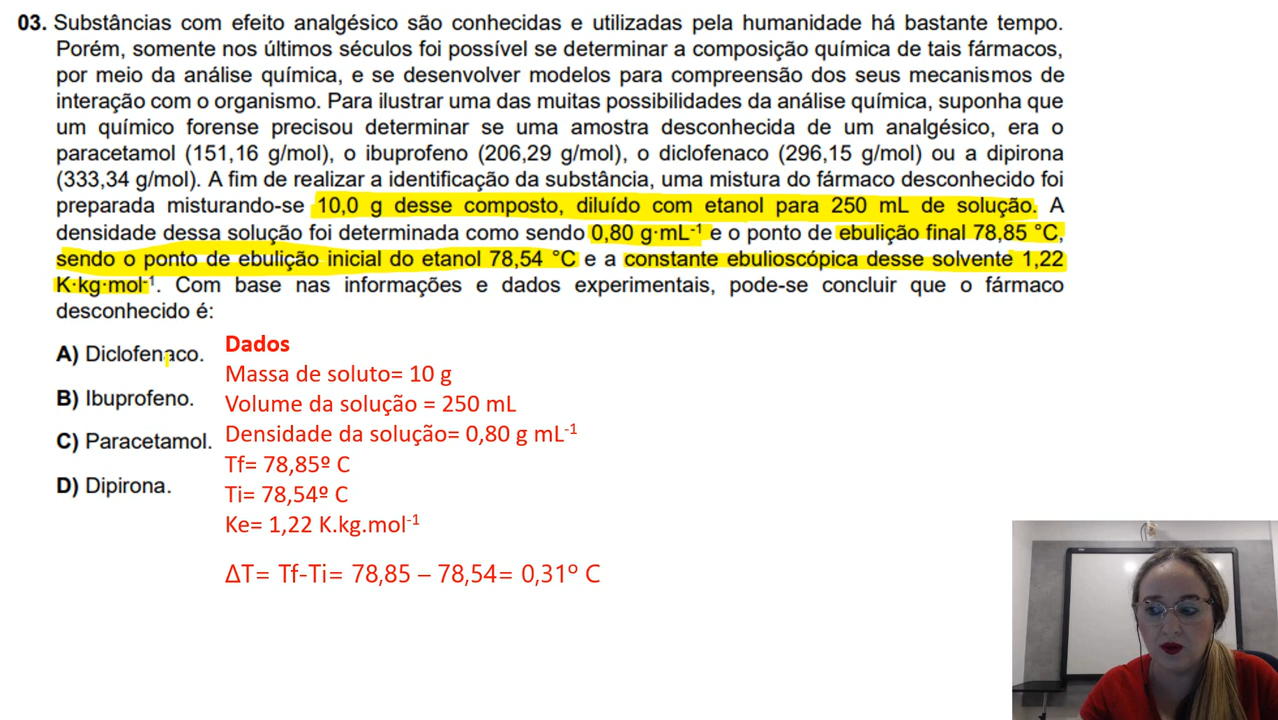 03. Substâncias com efeito analgésico são conhecidas e utilizadas pela humanidade há bastante tempo.
Porém, somente nos últimos séculos foi possível se determinar a composição química de tais fármacos,
por meio da análise química, e se desenvolver modelos para compreensão dos seus mecanismos de
interação com o organismo. Para ilustrar uma das muitas possibilidades da análise química, suponha que
um químico forense precisou determinar se uma amostra desconhecida de um analgésico, era o
paracetamol (151,16 g/mol), o ibuprofeno (206,29 g/mol), o diclofenaco (296,15 g/mol) ou a dipirona
(333,34 g/mol). A fim de realizar a identificação da substância, uma mistura do fármaco desconhecido foi
preparada misturando-se 10,0 g desse composto, diluído com etanol para 250 mL de solução. A
densidade dessa solução foi determinada como sendo 0,80 g·mL⁻¹ e o ponto de ebulição final 78,85 °C,
sendo o ponto de ebulição inicial do etanol 78,54 °C e a constante ebulioscópica desse solvente 1,22
K·kg·mol⁻¹. Com base nas informações e dados experimentais, pode-se concluir que o fármaco
desconhecido é:
A) Diclofenaco.
B) Ibuprofeno.
C) Paracetamol.
D) Dipirona.
Dados
Massa de soluto= 10 g
Volume da solução = 250 mL
Densidade da solução= 0,80 g mL⁻¹
Tf= 78,85º C
Ti= 78,54º C
Ke= 1,22 K.kg.mol⁻¹
ΔT= Tf-Ti= 78,85 – 78,54= 0,31º C